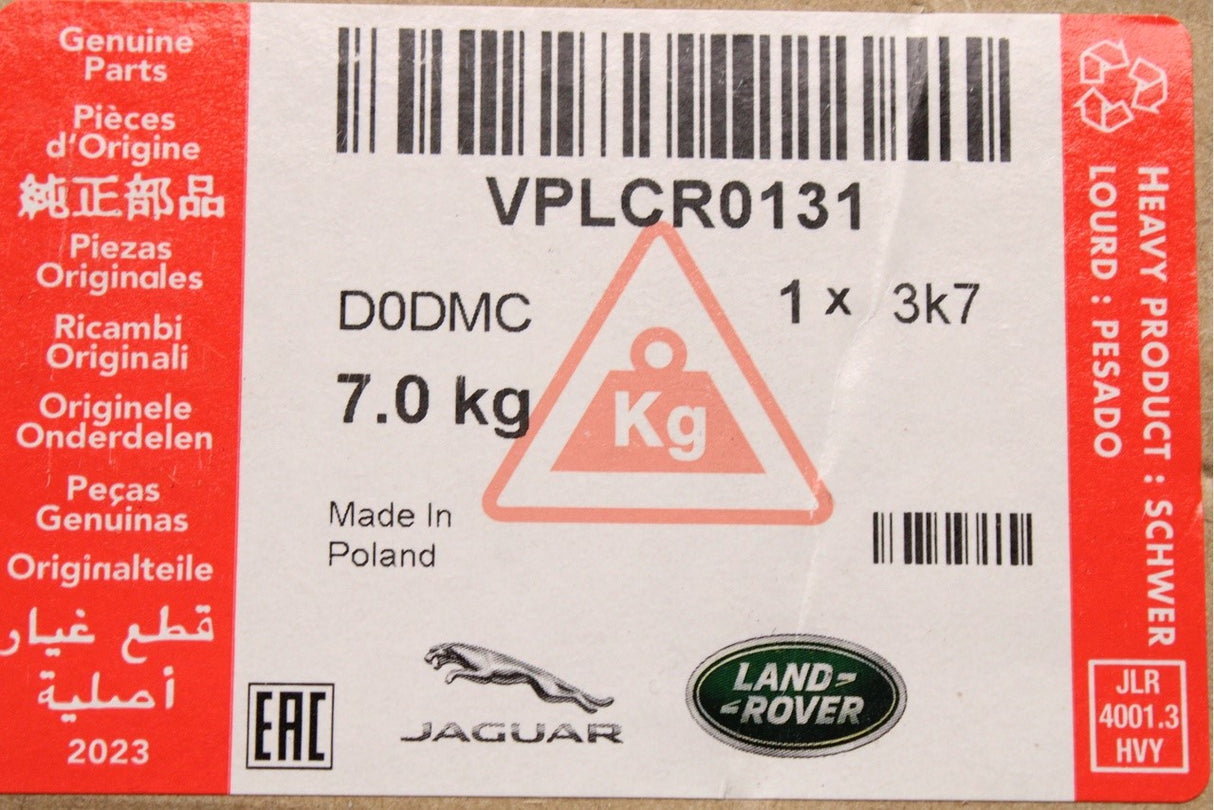 Genuine
Parts
Pièces
d'Origine
純正部品
Piezas
Originales
Ricambi
Originali
Originele
Onderdelen
Peças
Genuinas
Originalteile
قطع غيار
أصلية
2023
VPLCR0131
D0DMC
1 x 3k7
7.0 kg
Kg
Made In
Poland
EAC
JAGUAR
LAND-
-ROVER
HEAVY PRODUCT : SCHWER
LOURD : PESADO
JLR
4001.3
HVY